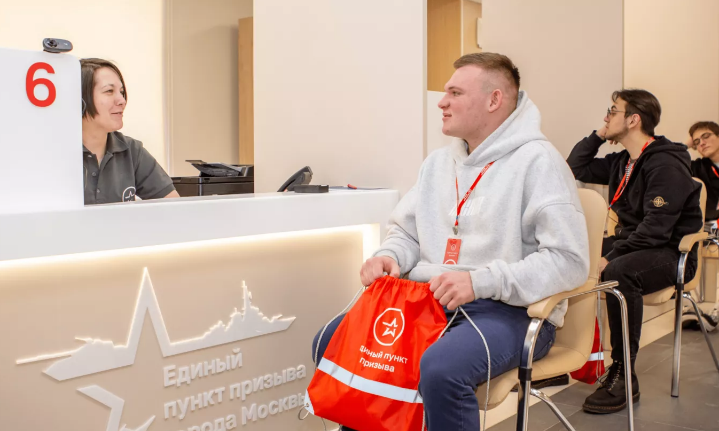 6
Единый пункт
призыва
Единый
пункт призыва
города Москвы